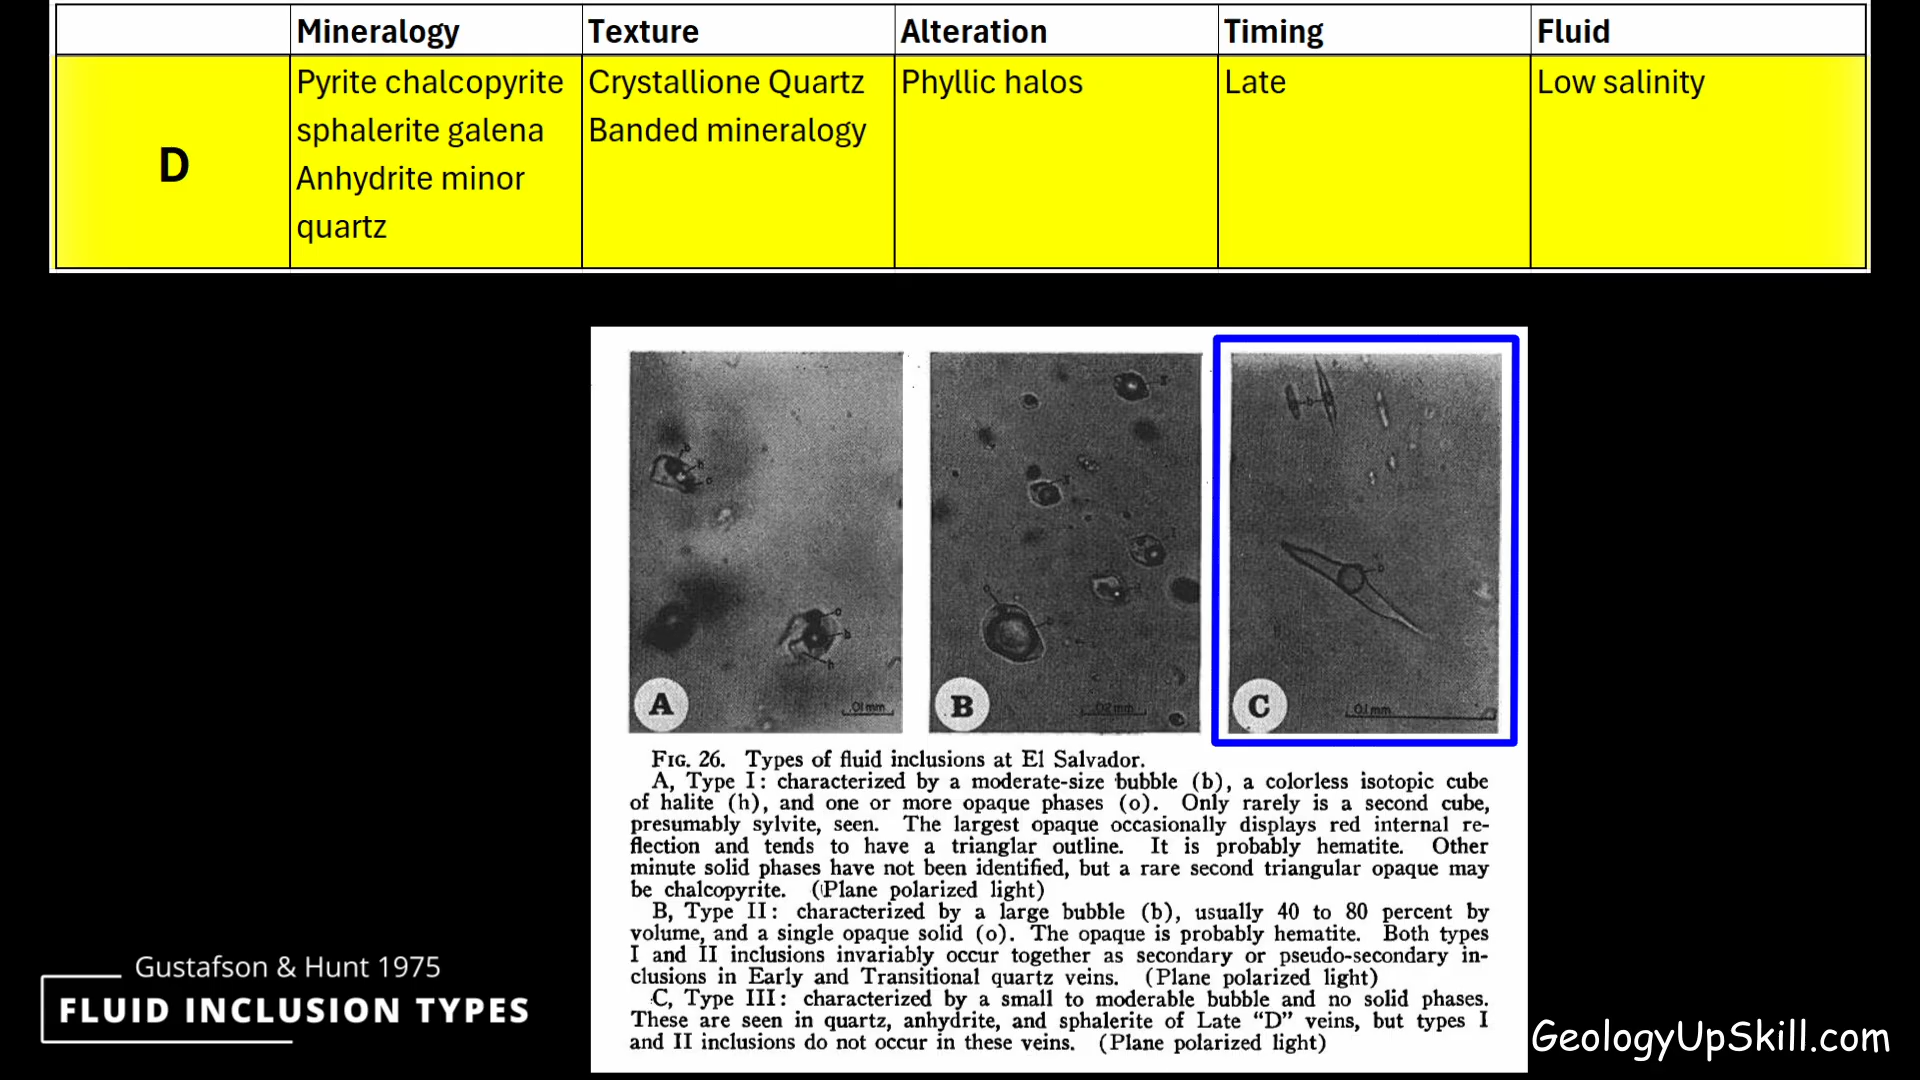 Mineralogy
Texture
Alteration
Timing
Fluid
D
Pyrite chalcopyrite
sphalerite galena
Anhydrite minor
quartz
Crystallione Quartz
Banded mineralogy
Phyllic halos
Late
Low salinity
A
B
C
FIG. 26. Types of fluid inclusions at El Salvador.
A, Type I: characterized by a moderate-size bubble (b), a colorless isotopic cube
of halite (h), and one or more opaque phases (o). Only rarely is a second cube,
presumably sylvite, seen. The largest opaque occasionally displays red internal re-
flection and tends to have a trianglar outline. It is probably hematite. Other
minute solid phases have not been identified, but a rare second triangular opaque may
be chalcopyrite. (Plane polarized light)
B, Type II: characterized by a large bubble (b), usually 40 to 80 percent by
volume, and a single opaque solid (o). The opaque is probably hematite. Both types
I and II inclusions invariably occur together as secondary or pseudo-secondary in-
clusions in Early and Transitional quartz veins. (Plane polarized light)
C, Type III: characterized by a small to moderable bubble and no solid phases.
These are seen in quartz, anhydrite, and sphalerite of Late "D" veins, but types I
and II inclusions do not occur in these veins. (Plane polarized light)
Gustafson & Hunt 1975
FLUID INCLUSION TYPES
GeologyUpSkill.com